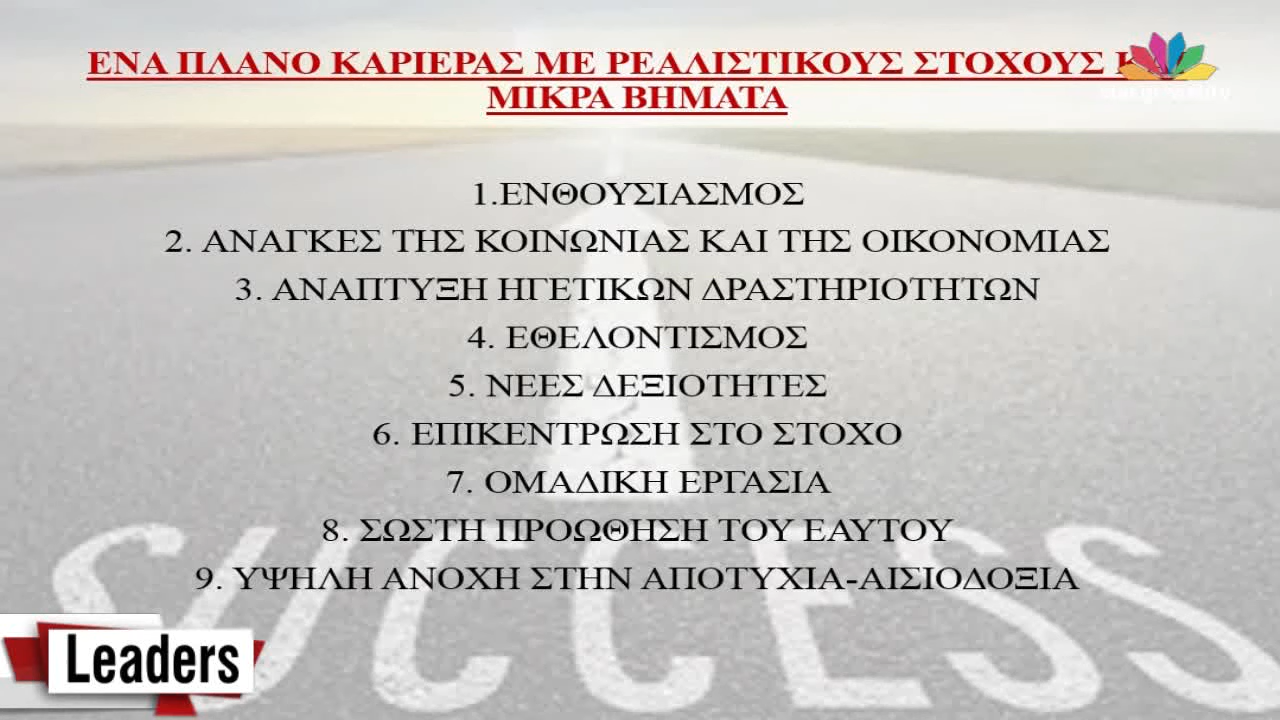 ΕΝΑ ΠΛΑΝΟ ΚΑΡΙΕΡΑΣ ΜΕ ΡΕΑΛΙΣΤΙΚΟΥΣ ΣΤΟΧΟΥΣ
ΜΙΚΡΑ ΒΗΜΑΤΑ
1.ΕΝΘΟΥΣΙΑΣΜΟΣ
2. ΑΝΑΓΚΕΣ ΤΗΣ ΚΟΙΝΩΝΙΑΣ ΚΑΙ ΤΗΣ ΟΙΚΟΝΟΜΙΑΣ
3. ΑΝΑΠΤΥΞΗ ΗΓΕΤΙΚΩΝ ΔΡΑΣΤΗΡΙΟΤΗΤΩΝ
4. ΕΘΕΛΟΝΤΙΣΜΟΣ
5. ΝΕΕΣ ΔΕΞΙΟΤΗΤΕΣ
6. ΕΠΙΚΕΝΤΡΩΣΗ ΣΤΟ ΣΤΟΧΟ
7. ΟΜΑΔΙΚΗ ΕΡΓΑΣΙΑ
8. ΣΩΣΤΗ ΠΡΟΩΘΗΣΗ ΤΟΥ ΕΑΥΤΟΥ
9. ΥΨΗΛΗ ΑΝΟΧΗ ΣΤΗΝ ΑΠΟΤΥΧΙΑ-ΑΙΣΙΟΔΟΞΙΑ
SUCCESS
Leaders